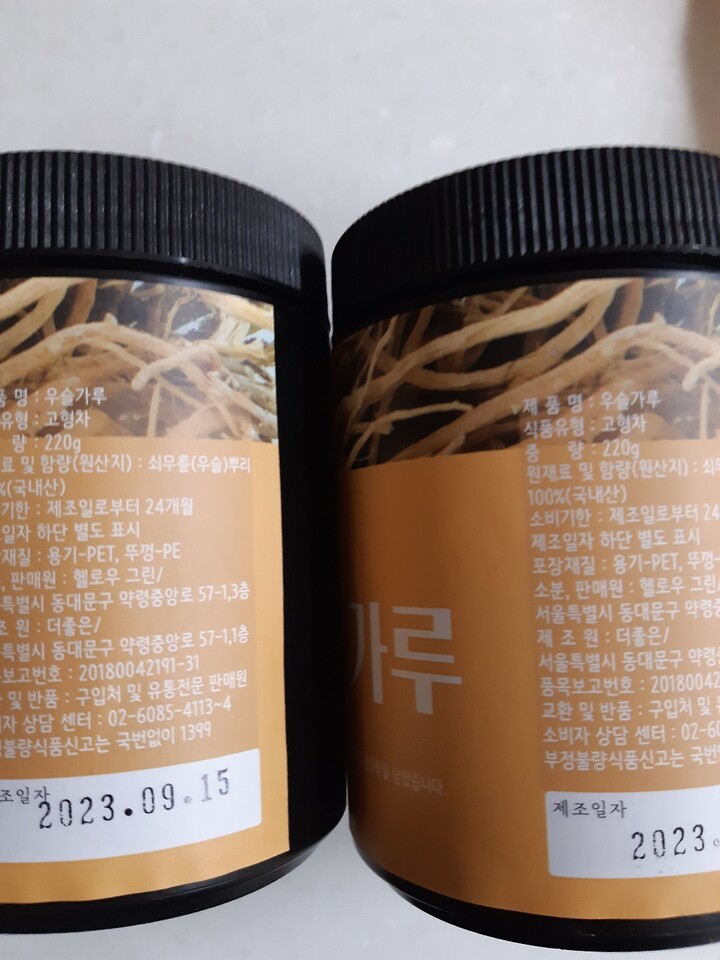 품 명 : 우슬가루
유형 : 고형차
량 : 220g
료 및 함량(원산지) : 쇠무릎(우슬)뿌리
%(국내산)
기한 : 제조일로부터 24개월
일자 하단 별도 표시
장재질 : 용기-PET, 뚜껑-PE
, 판매원 : 헬로우 그린/
특별시 동대문구 약령중앙로 57-1,3층
조 원 : 더좋은/
특별시 동대문구 약령중앙로 57-1,1층
보고번호 : 20180042191-31
및 반품 : 구입처 및 유통전문 판매원
자 상담 센터 : 02-6085-4113~4
불량식품신고는 국번없이 1399
조일자
2023.09.15
가루
담았습니다.
제 품 명 : 우슬가루
식품유형 : 고형차
중 량 : 220g
원재료 및 함량(원산지) : 쇠무
100%(국내산)
소비기한 : 제조일로부터 24
제조일자 하단 별도 표시
포장재질 : 용기-PET, 뚜껑
소분, 판매원 : 헬로우 그린
서울특별시 동대문구 약령
제 조 원 : 더좋은/
서울특별시 동대문구 약령
품목보고번호 : 20180042
교환 및 반품 : 구입처 및
소비자 상담 센터 : 02-60
부정불량식품신고는 국번
제조일자
2023.